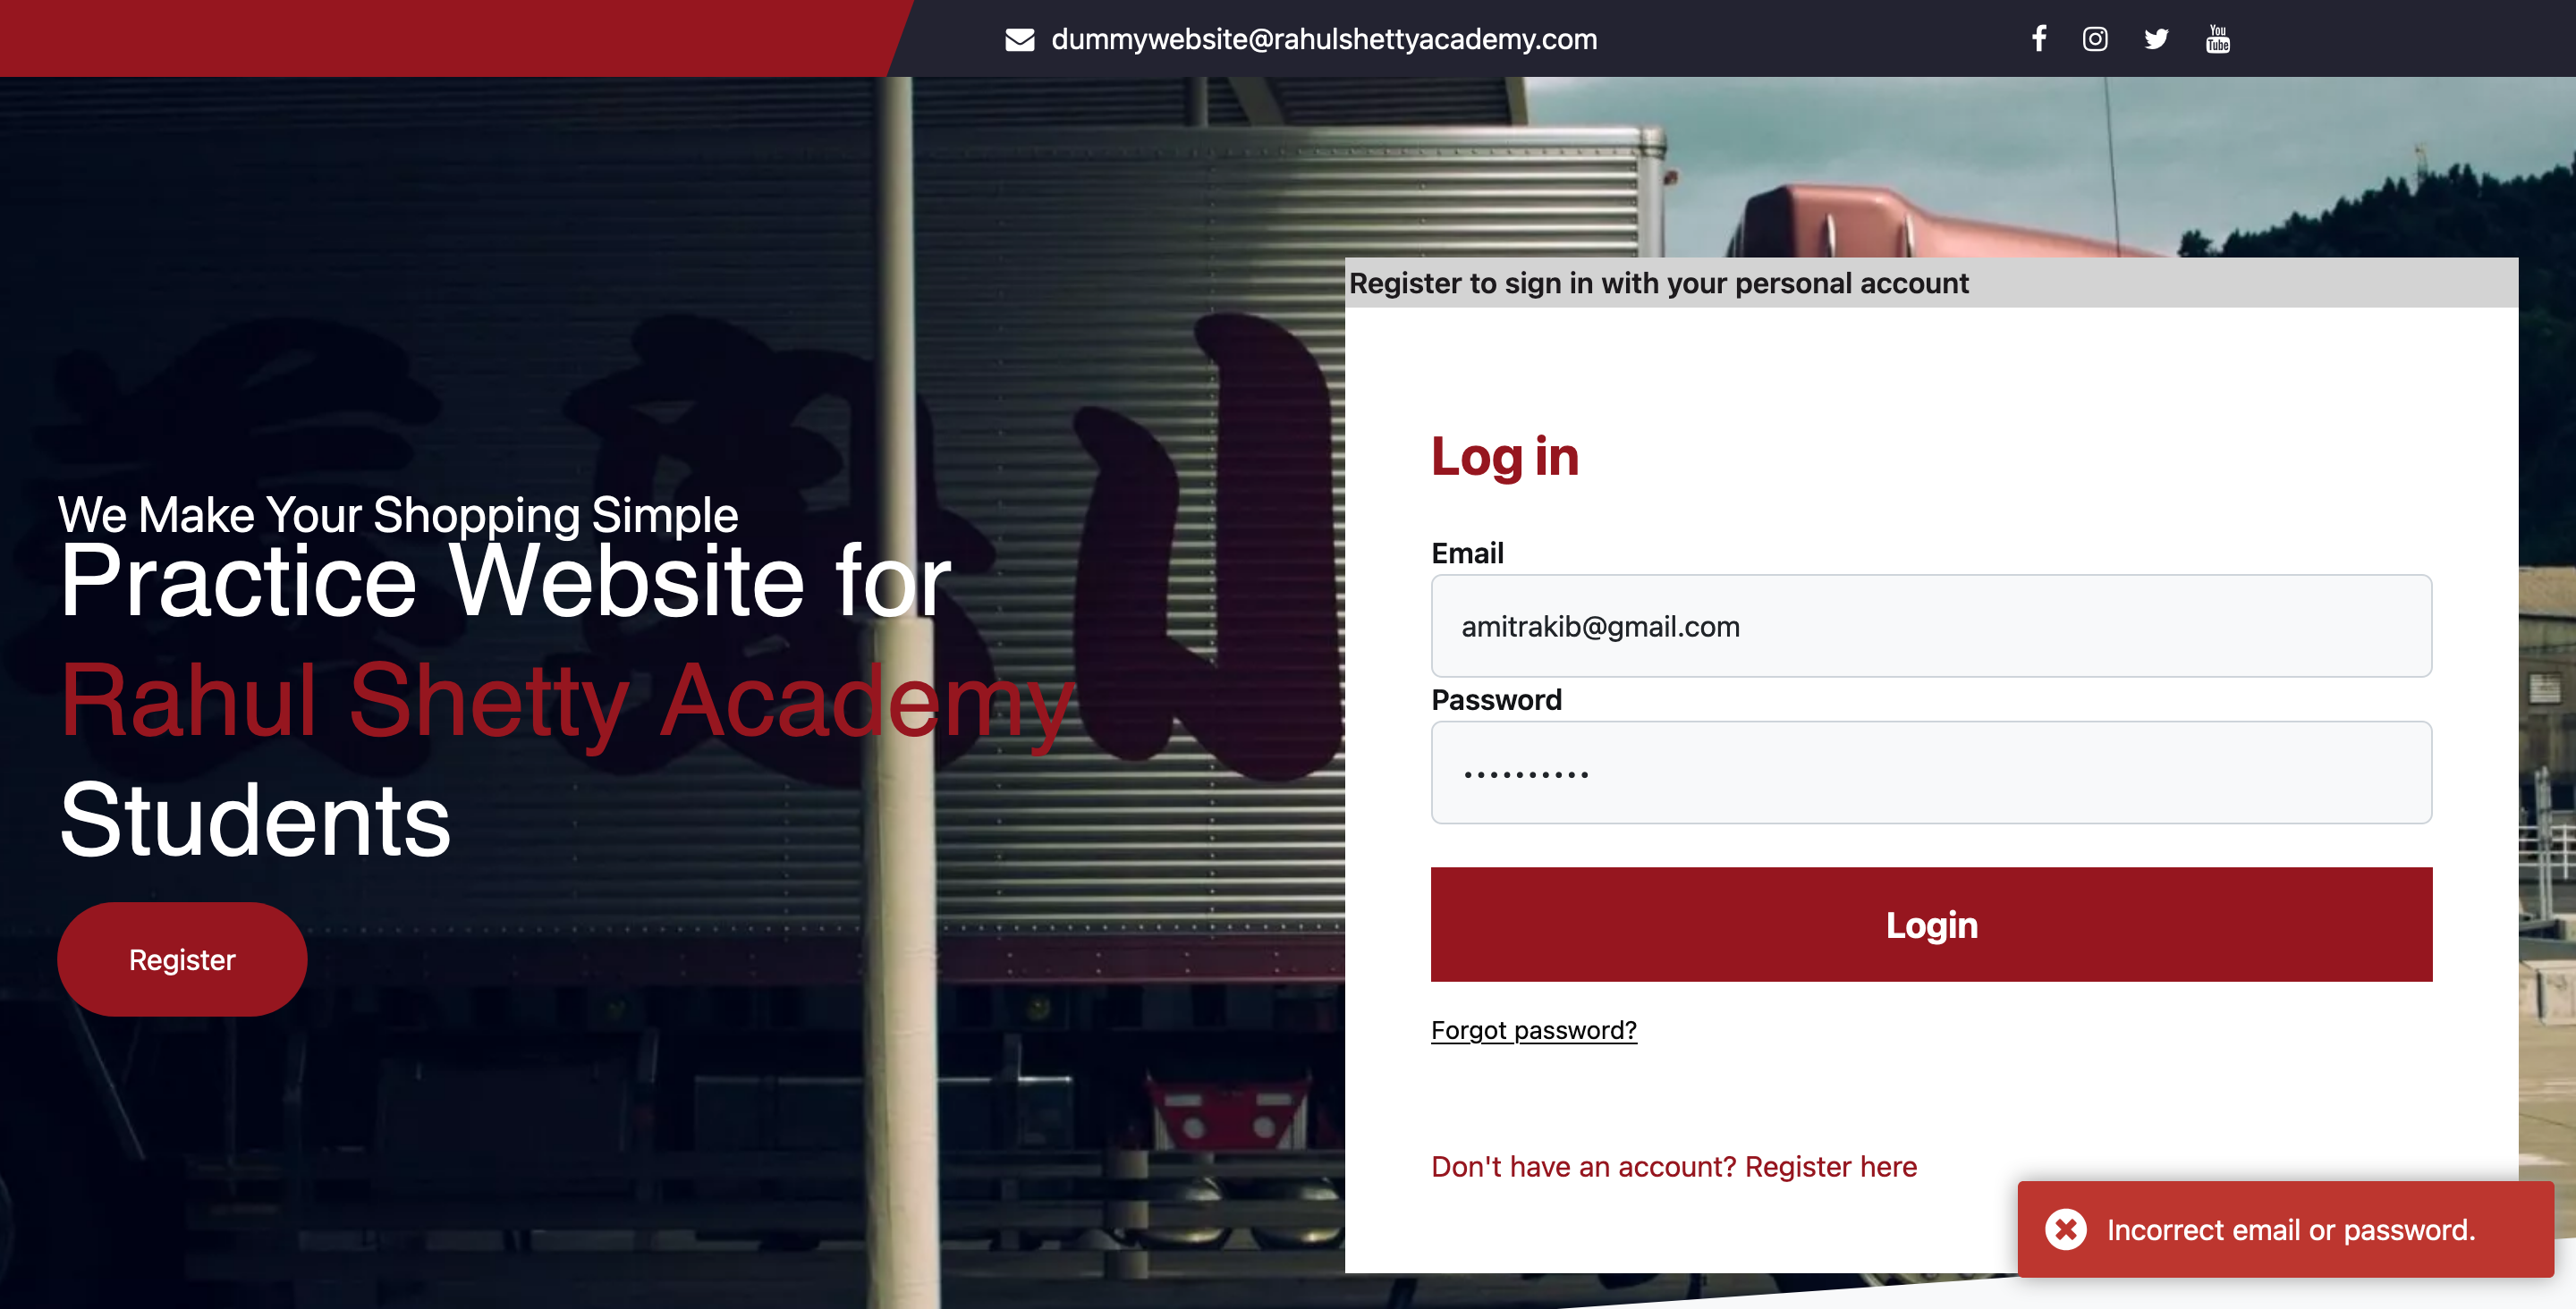 dummywebsite@rahulshettyacademy.com
You
Tube
Register to sign in with your personal account
We Make Your Shopping Simple
Practice Website for
Rahul Shetty Academy
Students
Register
Log in
Email
amitrakib@gmail.com
Password
Login
Forgot password?
Don't have an account? Register here
Incorrect email or password.